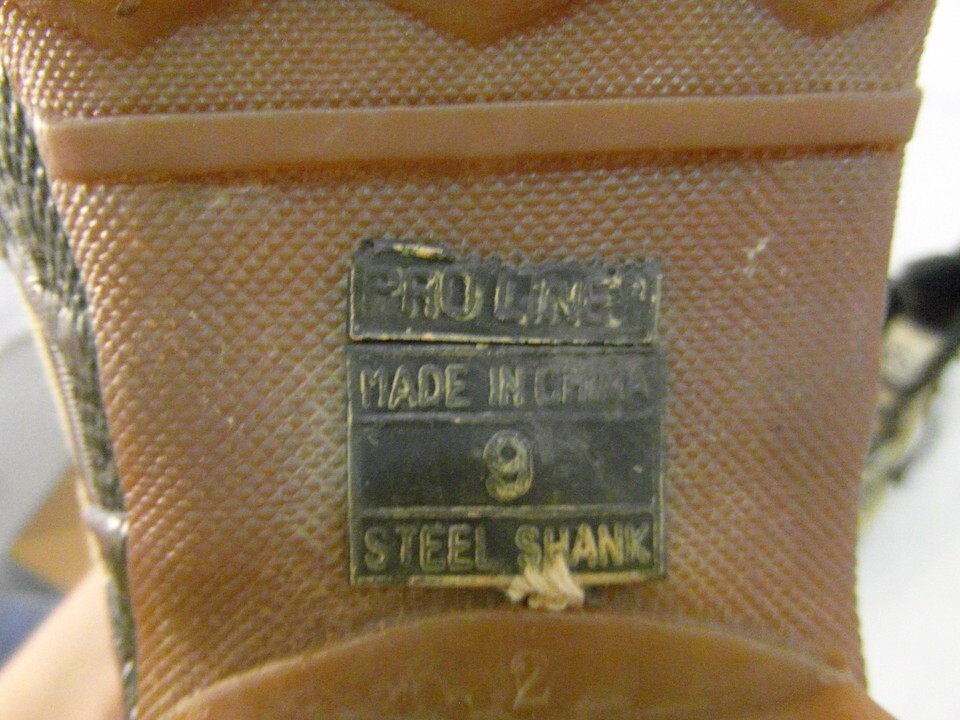 PRO LINE®
MADE IN CHINA
9
STEEL SHANK
2